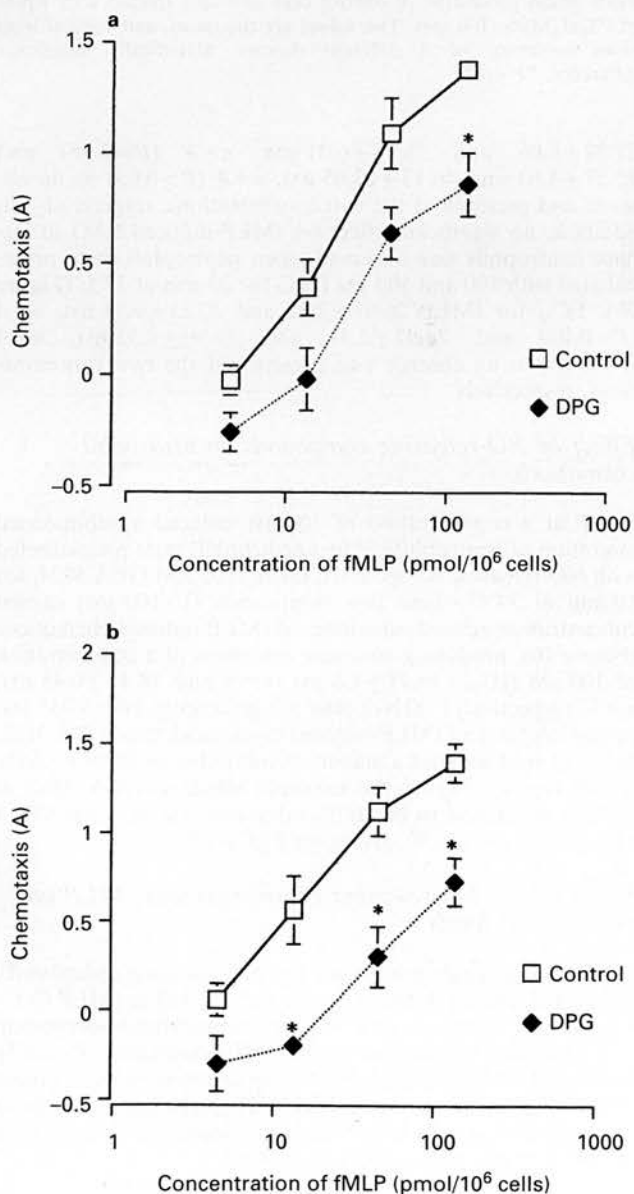 a
1.5
1
0.5
0
−0.5
Chemotaxis (A)
*
Control
DPG
1
10
100
1000
Concentration of fMLP (pmol/10⁶ cells)
b
2
1.5
1
0.5
0
−0.5
Chemotaxis (A)
*
*
*
Control
DPG
1
10
100
1000
Concentration of fMLP (pmol/10⁶ cells)